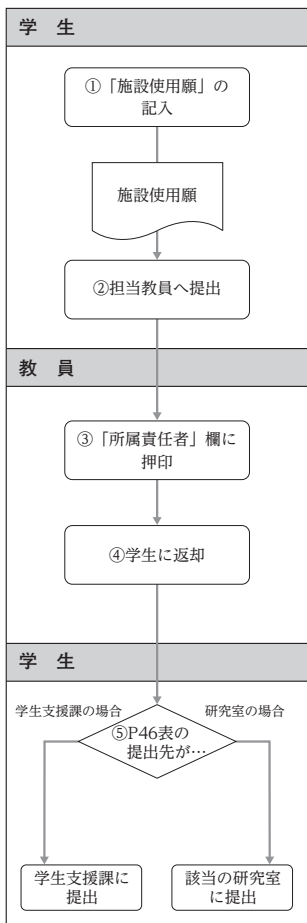 学 生
①「施設使用願」の
記入
施設使用願
②担当教員へ提出
教 員
③「所属責任者」欄に
押印
④学生に返却
学 生
学生支援課の場合
研究室の場合
⑤P46表の
提出先が…
学生支援課に
提出
該当の研究室
に提出